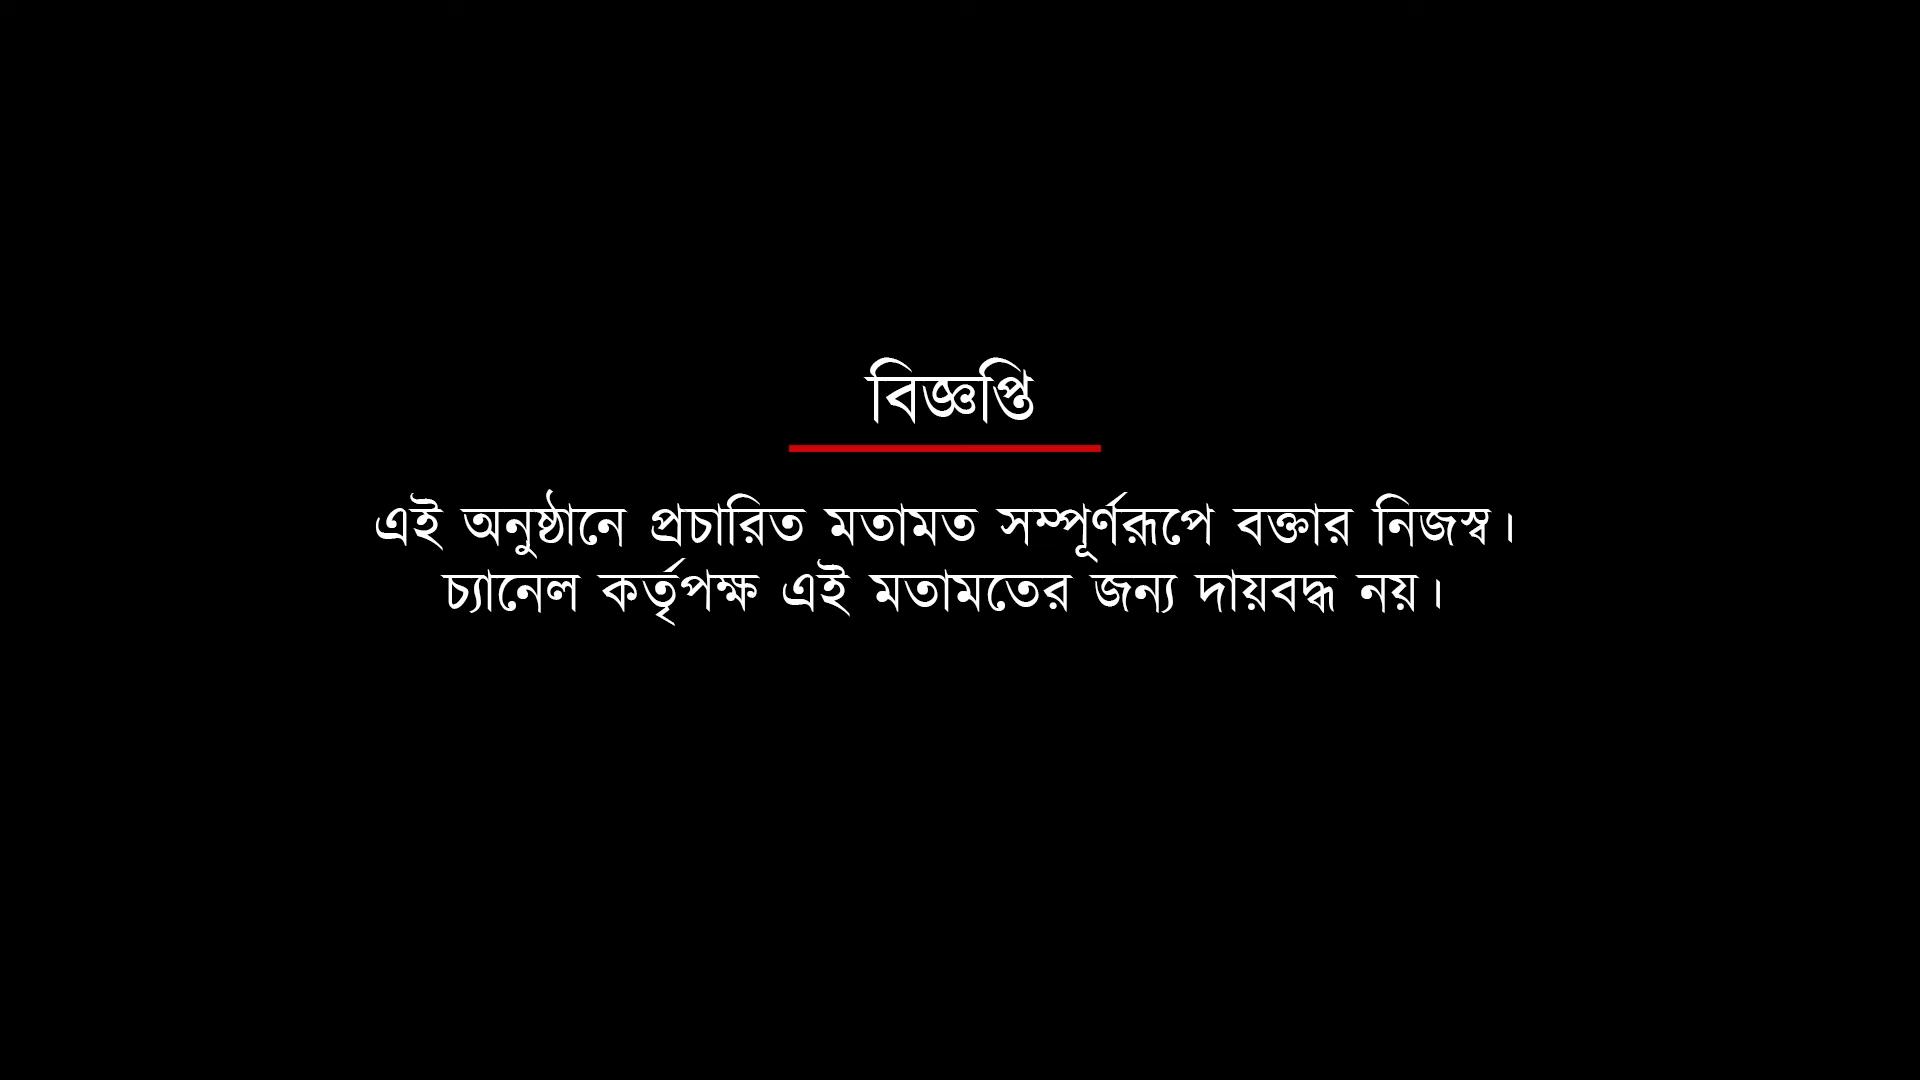 বিজ্ঞপ্তি
এই অনুষ্ঠানে প্রচারিত মতামত সম্পূর্ণরূপে বক্তার নিজস্ব।
চ্যানেল কর্তৃপক্ষ এই মতামতের জন্য দায়বদ্ধ নয়।